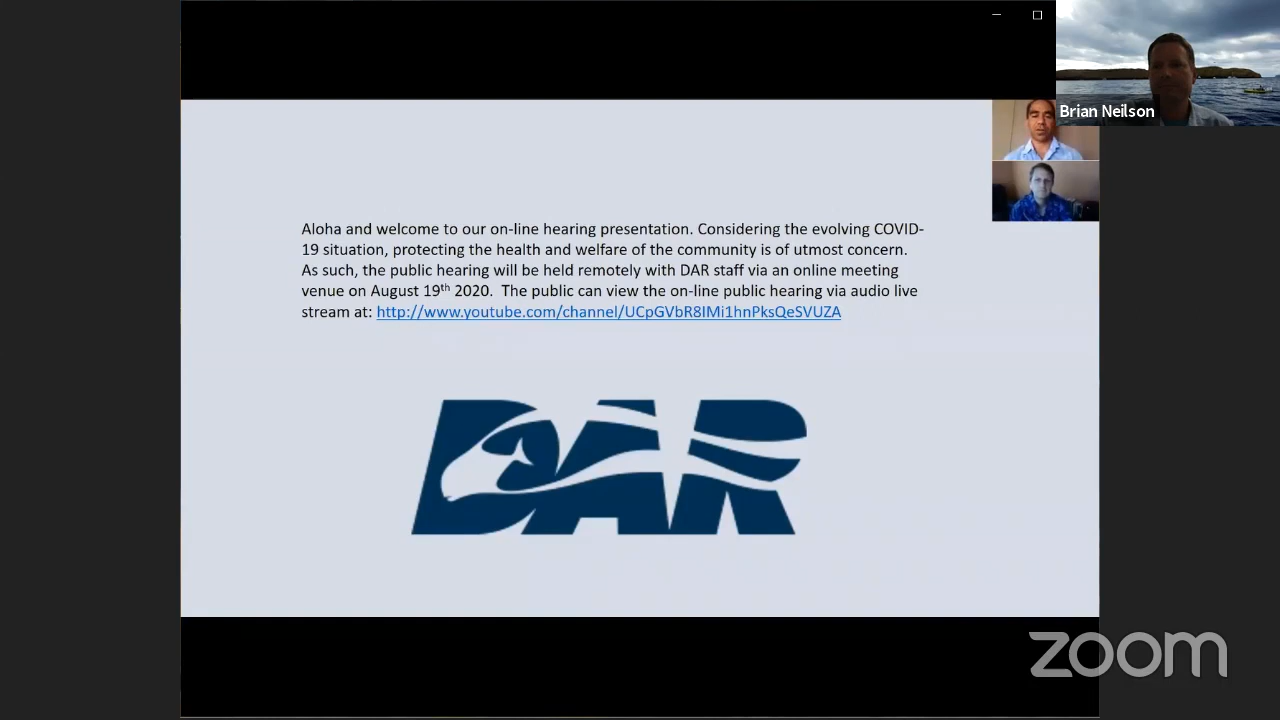 Brian Neilson
Aloha and welcome to our on-line hearing presentation. Considering the evolving COVID-
19 situation, protecting the health and welfare of the community is of utmost concern.
As such, the public hearing will be held remotely with DAR staff via an online meeting
venue on August 19th 2020.  The public can view the on-line public hearing via audio live
stream at: http://www.youtube.com/channel/UCpGVbR8IMi1hnPksQeSVUZA
DAR
zoom